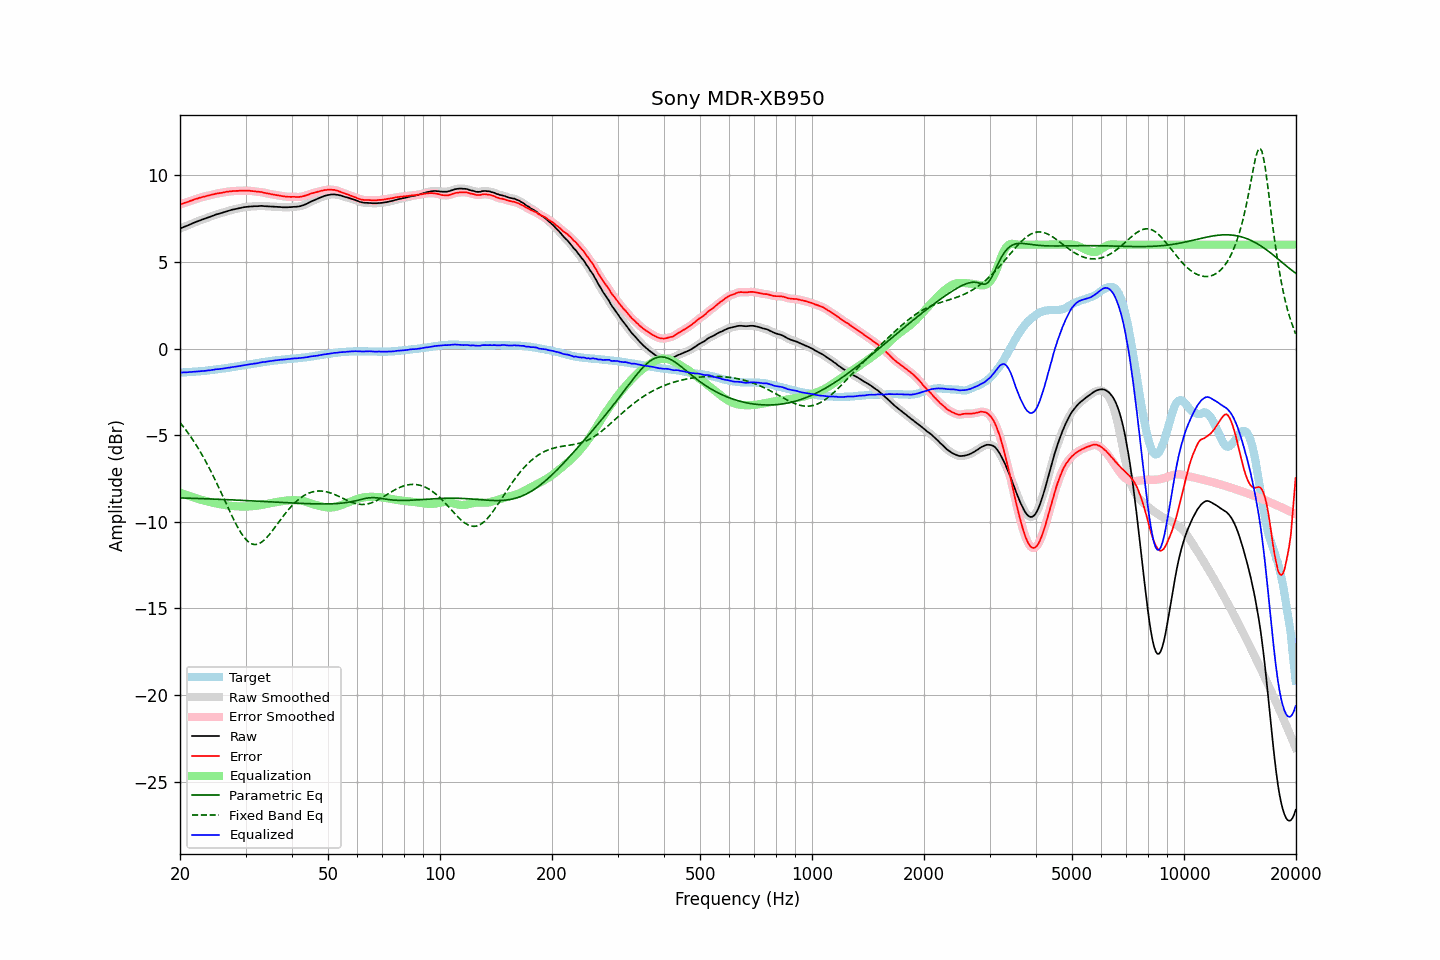 Sony MDR-XB950
Amplitude (dBr)
10
5
0
−5
−10
−15
−20
−25
Target
Raw Smoothed
Error Smoothed
Raw
Error
Equalization
Parametric Eq
Fixed Band Eq
Equalized
20 50 100 200 500 1000 2000 5000 10000 20000
Frequency (Hz)